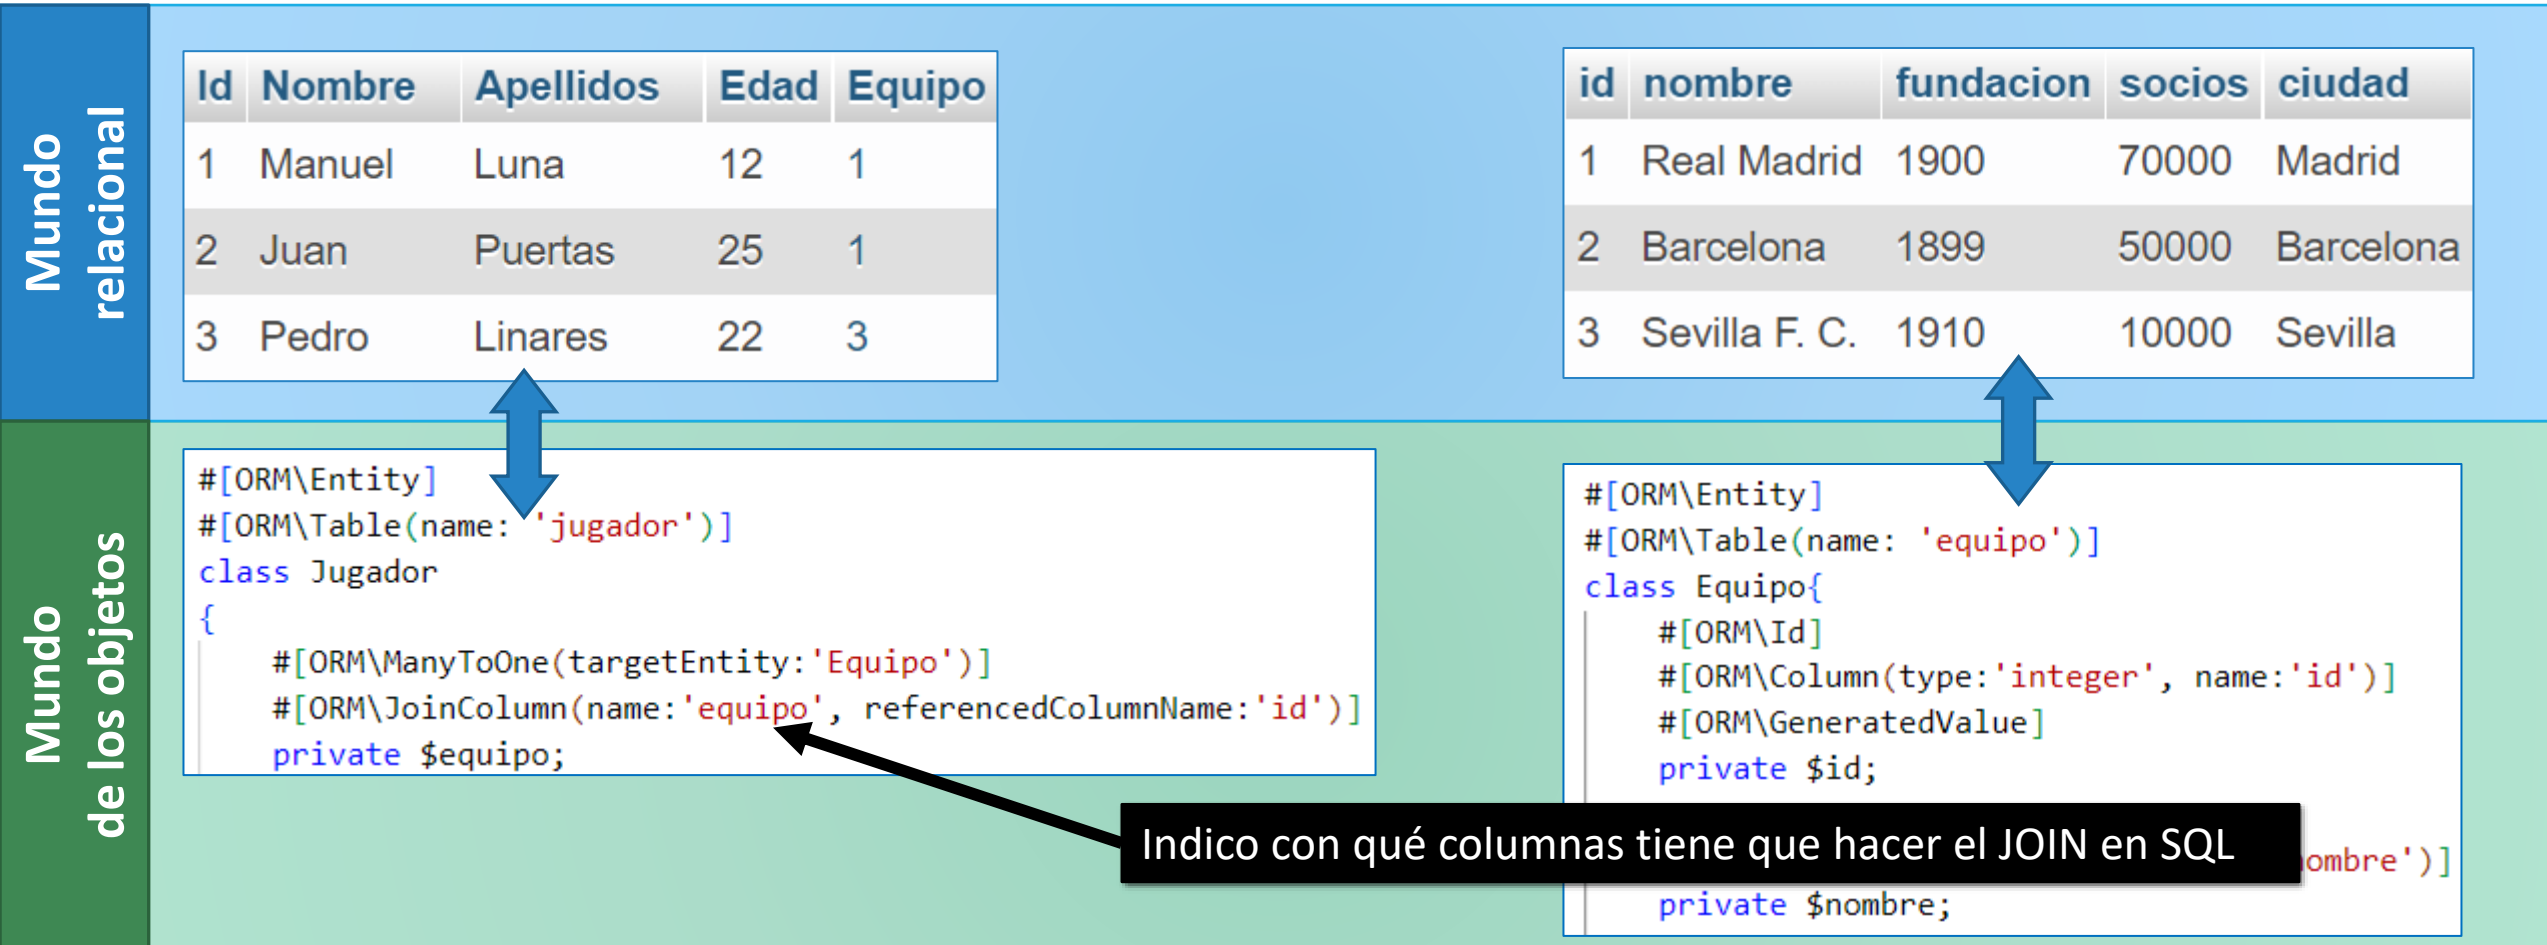 Mundo
relacional
Id Nombre Apellidos Edad Equipo
1 Manuel Luna 12 1
2 Juan Puertas 25 1
3 Pedro Linares 22 3
id nombre fundacion socios ciudad
1 Real Madrid 1900 70000 Madrid
2 Barcelona 1899 50000 Barcelona
3 Sevilla F. C. 1910 10000 Sevilla
Mundo
de los objetos
#[ORM\Entity]
#[ORM\Table(name: 'jugador')]
class Jugador
{
#[ORM\ManyToOne(targetEntity:'Equipo')]
#[ORM\JoinColumn(name:'equipo', referencedColumnName:'id')]
private $equipo;
#[ORM\Entity]
#[ORM\Table(name: 'equipo')]
class Equipo{
#[ORM\Id]
#[ORM\Column(type:'integer', name:'id')]
#[ORM\GeneratedValue]
private $id;
Indico con qué columnas tiene que hacer el JOIN en SQL
ombre')]
private $nombre;